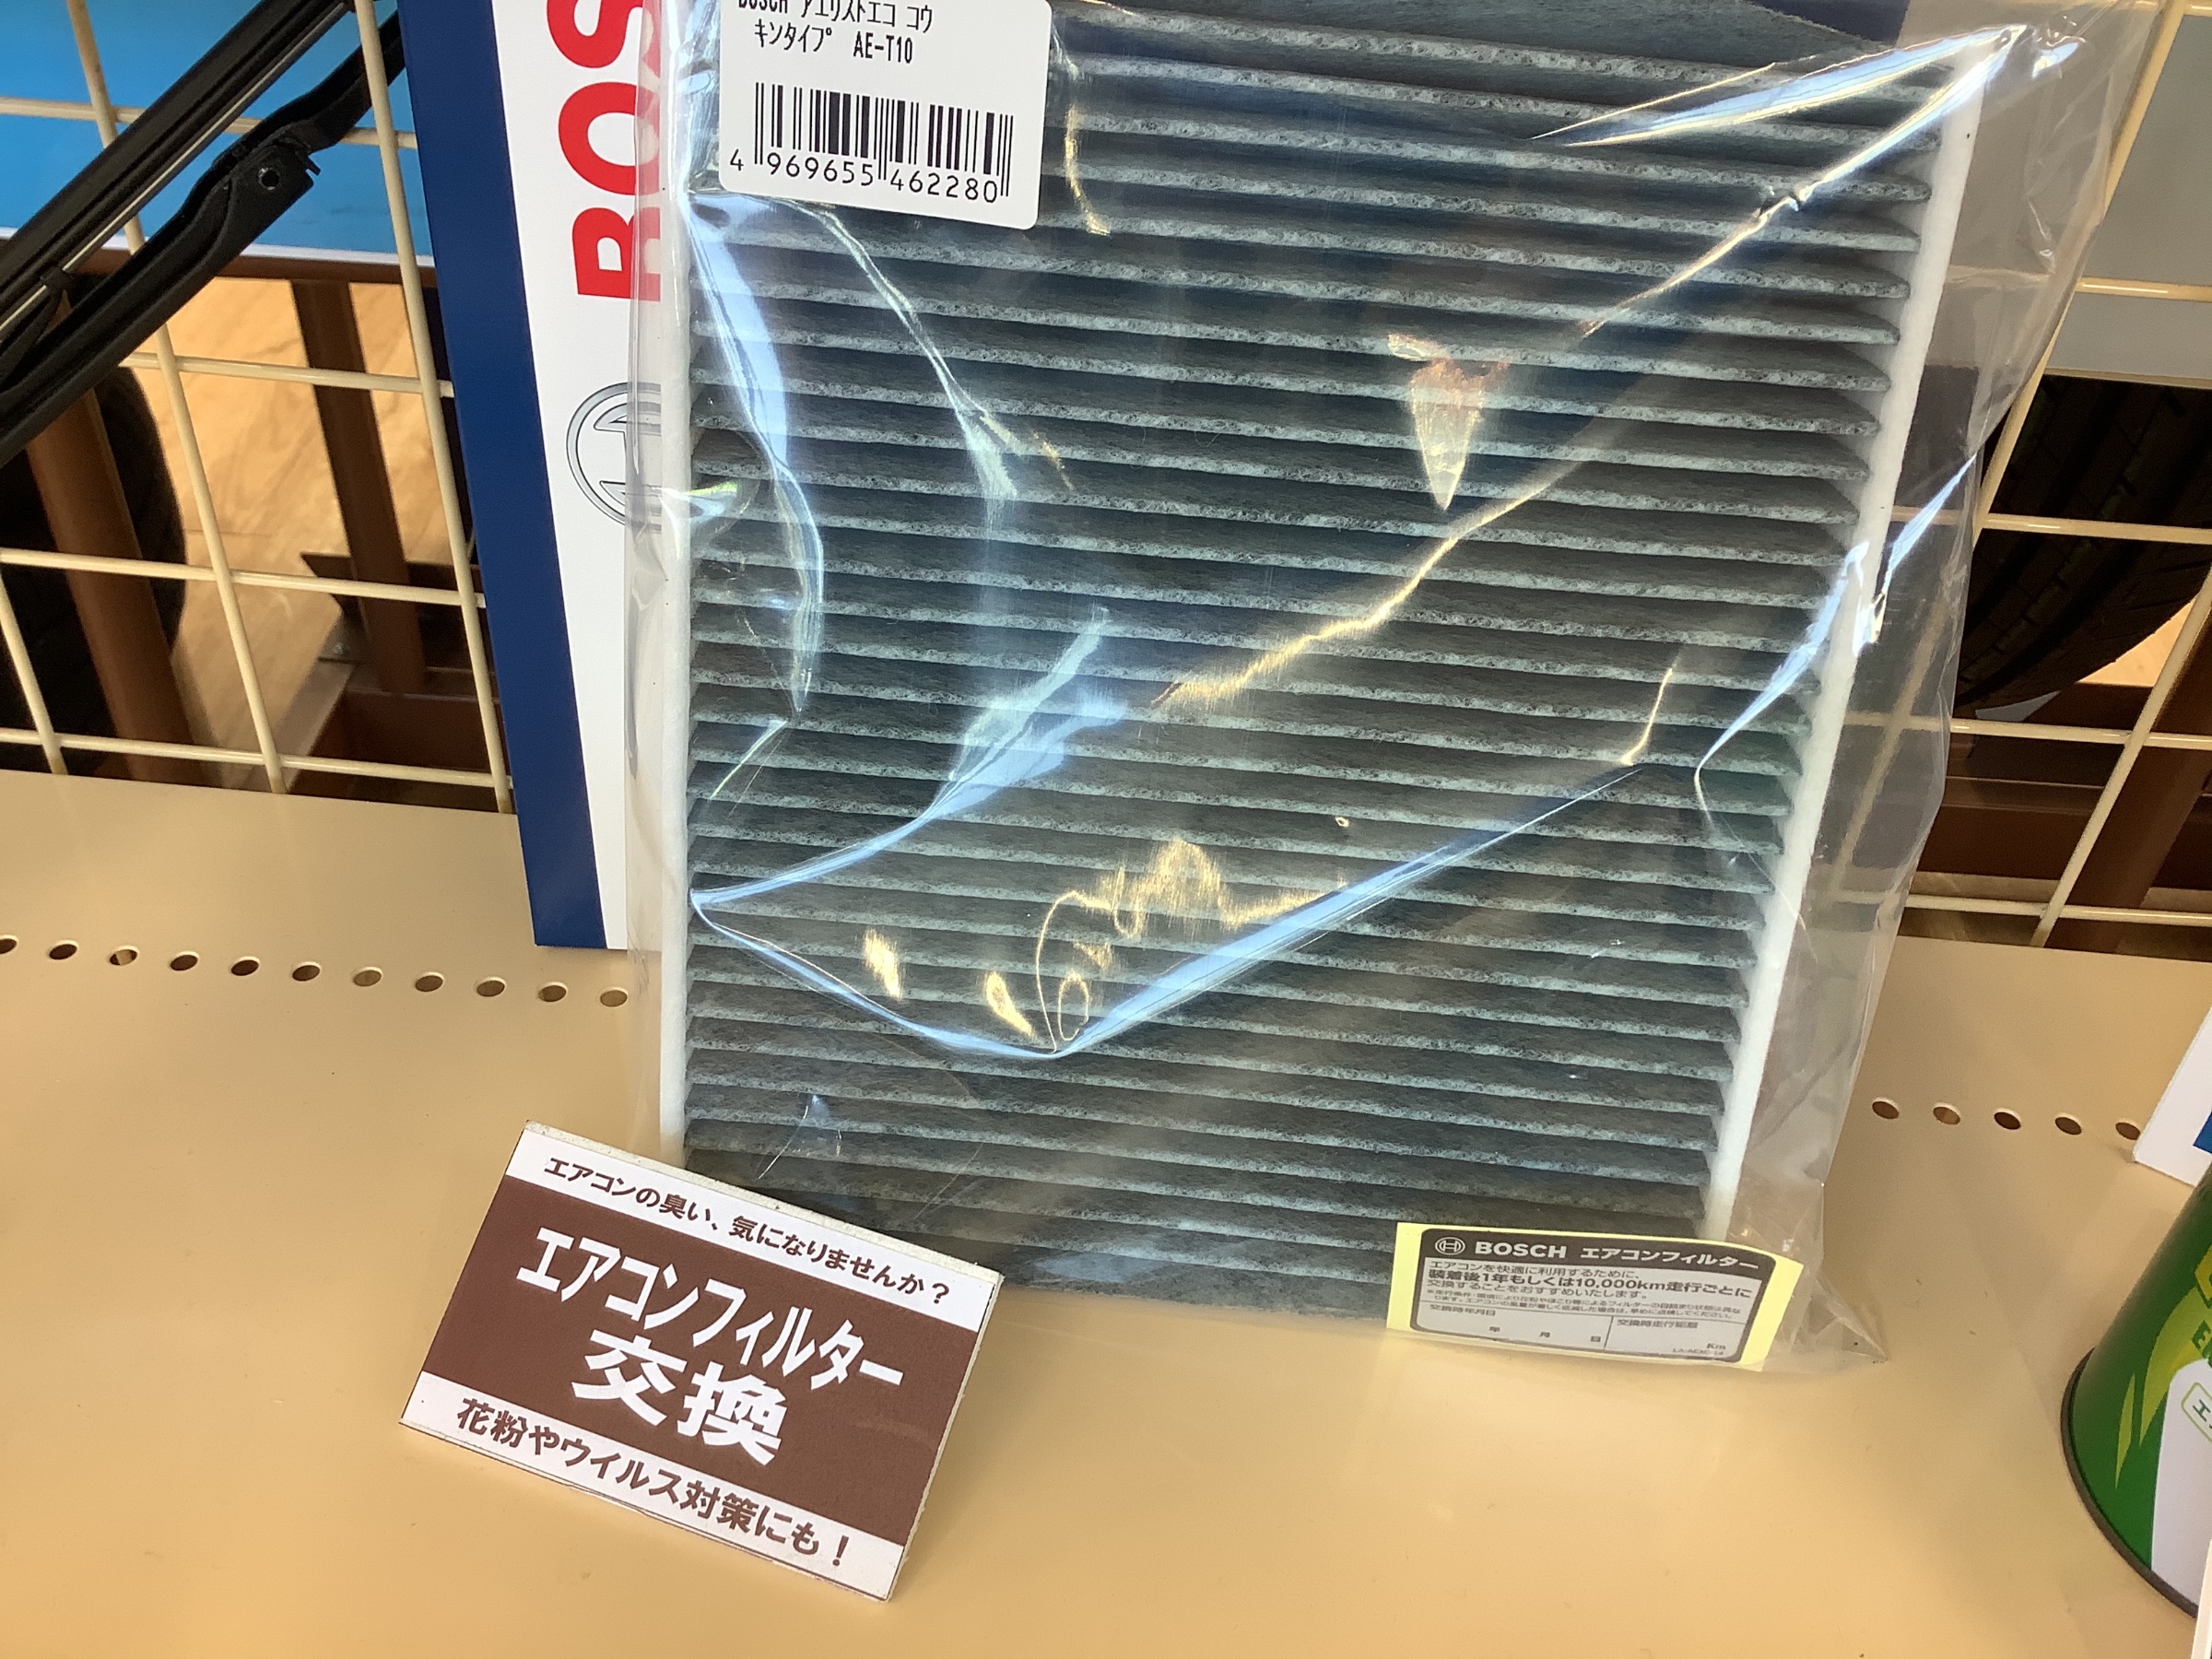 BOSCH アエリストエコ コウ
キンタイプ AE-T10
4 969655 462280
BOS
エアコンの臭い、気になりませんか？
エアコンフィルター
交換
花粉やウイルス対策にも！
BOSCH エアコンフィルター
エアコンを快適に利用するために、
装着後1年もしくは10,000km走行ごとに
交換することをおすすめいたします。
交換時年月日
交換時走行距離
年 月 日
Km